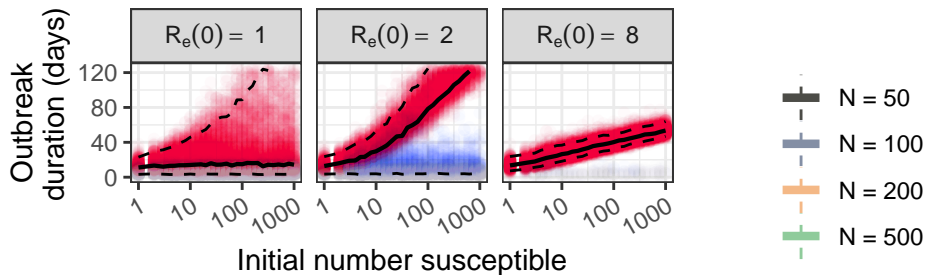 Rₑ(0) = 1
Rₑ(0) = 2
Rₑ(0) = 8
Outbreak
duration (days)
120
80
40
0
1 10 100 1000
1 10 100 1000
1 10 100 1000
Initial number susceptible
N = 50
N = 100
N = 200
N = 500